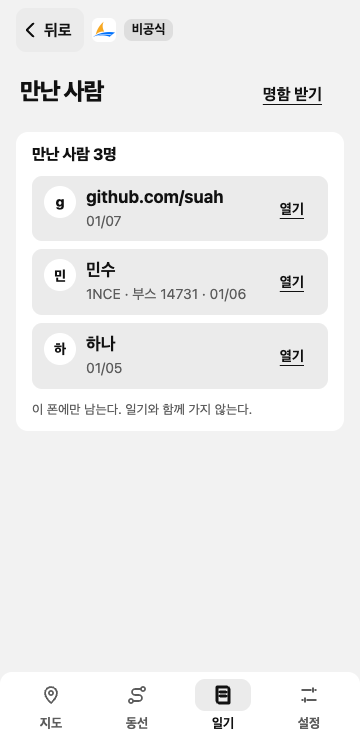 뒤로
비공식
만난 사람
명함 받기
만난 사람 3명
g
github.com/suah
01/07
열기
민
민수
1NCE · 부스 14731 · 01/06
열기
하
하나
01/05
열기
이 폰에만 남는다. 일기와 함께 가지 않는다.
지도
동선
일기
설정